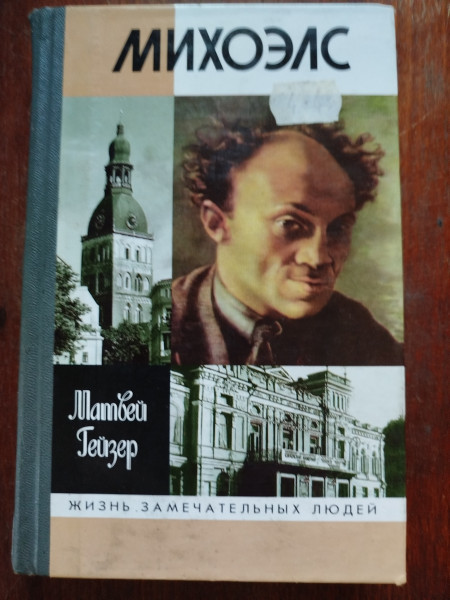 МИХОЭЛС
Матвей
Гейзер
ЖИЗНЬ ЗАМЕЧАТЕЛЬНЫХ ЛЮДЕЙ